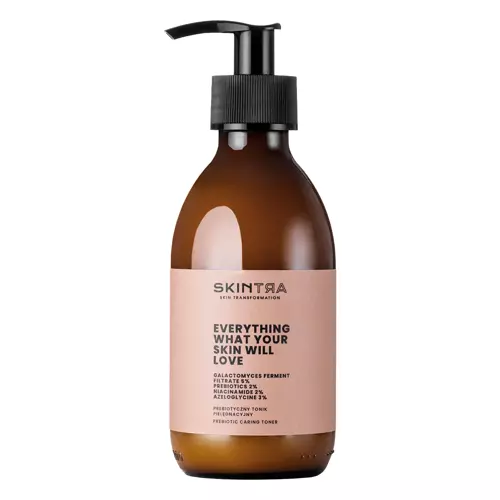 SKINTRA
SKIN TRANSFORMATION
EVERYTHING
WHAT YOUR
SKIN WILL
LOVE
GALACTOMYCES FERMENT
FILTRATE 5%
PREBIOTICS 2%
NIACINAMIDE 2%
AZELOGLYCINE 3%
PREBIOTYCZNY TONIK
PIELĘGNACYJNY
PREBIOTIC CARING TONER